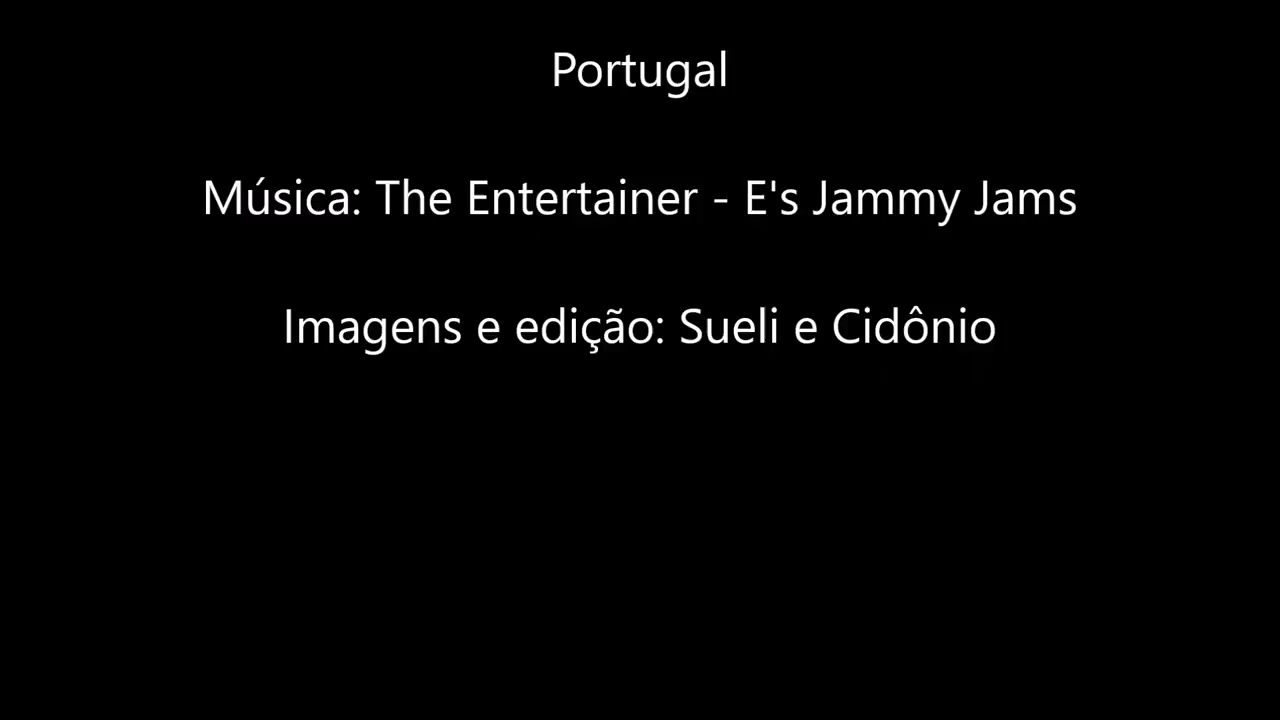 Portugal
Música: The Entertainer - E's Jammy Jams
Imagens e edição: Sueli e Cidônio